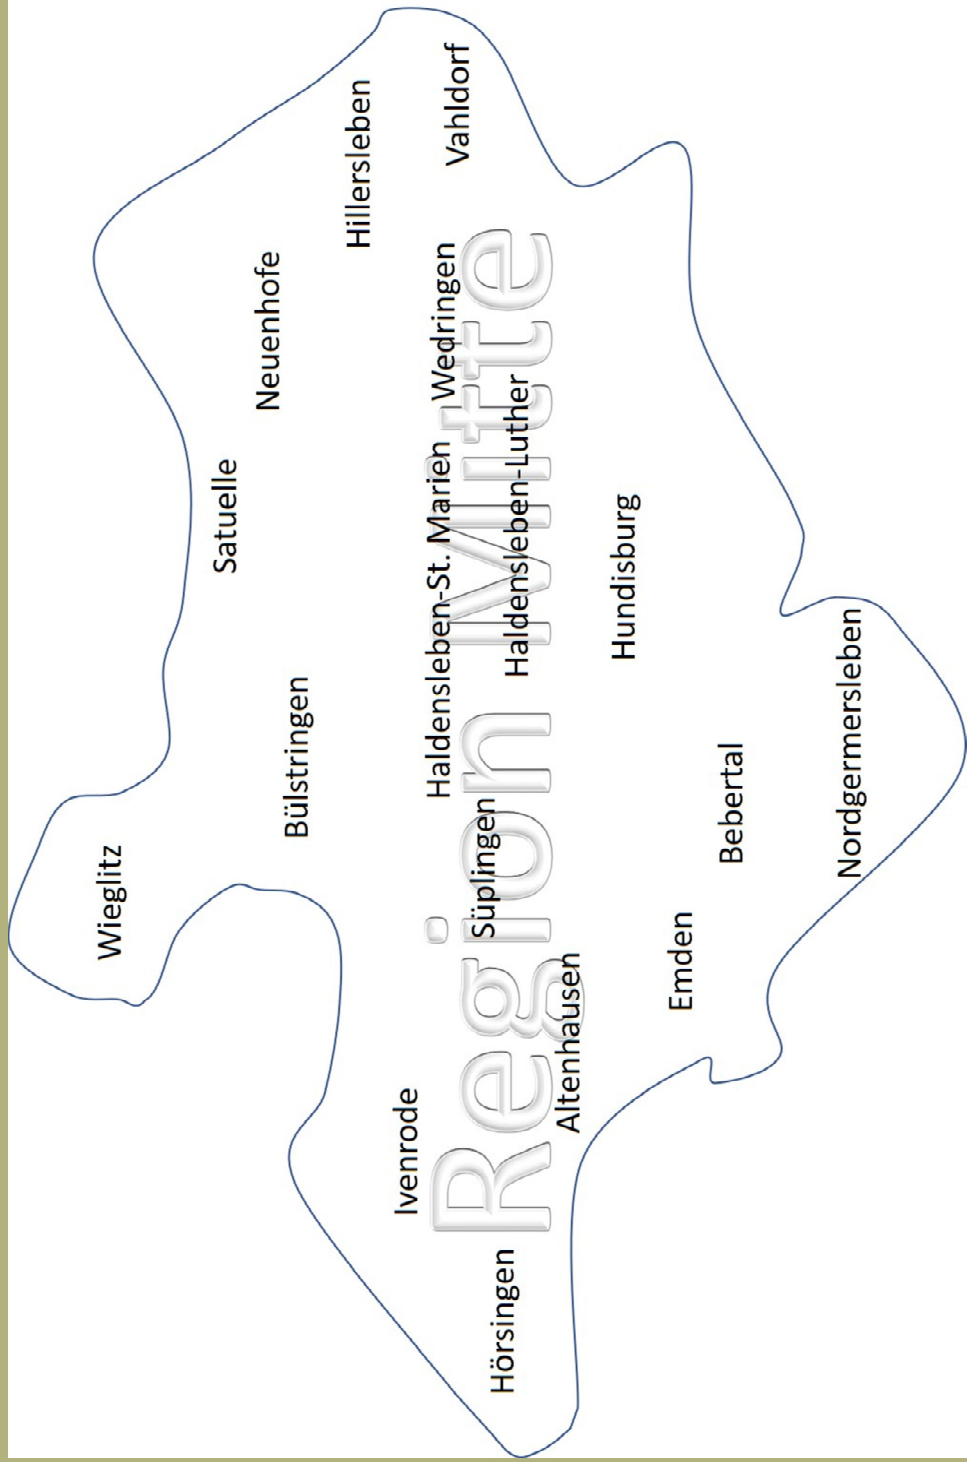 Wieglitz
Satuelle
Neuenhofe
Bülstringen
Hillersleben
Ivenrode
Haldensleben-St. Marien
Wedringen
Vahldorf
Süplingen
Region Mitte
Hörsingen
Haldensleben-Luther
Altenhausen
Hundisburg
Emden
Bebertal
Nordgermersleben